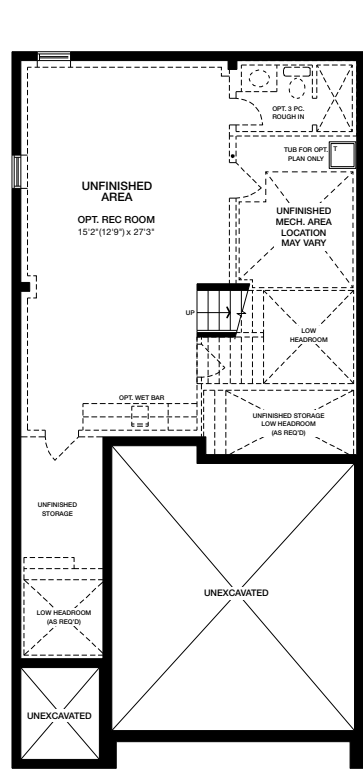 OPT. 3 PC.
ROUGH IN
TUB FOR OPT.
PLAN ONLY
T
UNFINISHED
AREA
OPT. REC ROOM
15'2"(12'9") x 27'3"
UNFINISHED
MECH. AREA
LOCATION
MAY VARY
UP
LOW
HEADROOM
OPT. WET BAR
UNFINISHED STORAGE
LOW HEADROOM
(AS REQ'D)
UNFINISHED
STORAGE
UNEXCAVATED
LOW HEADROOM
(AS REQ'D)
UNEXCAVATED